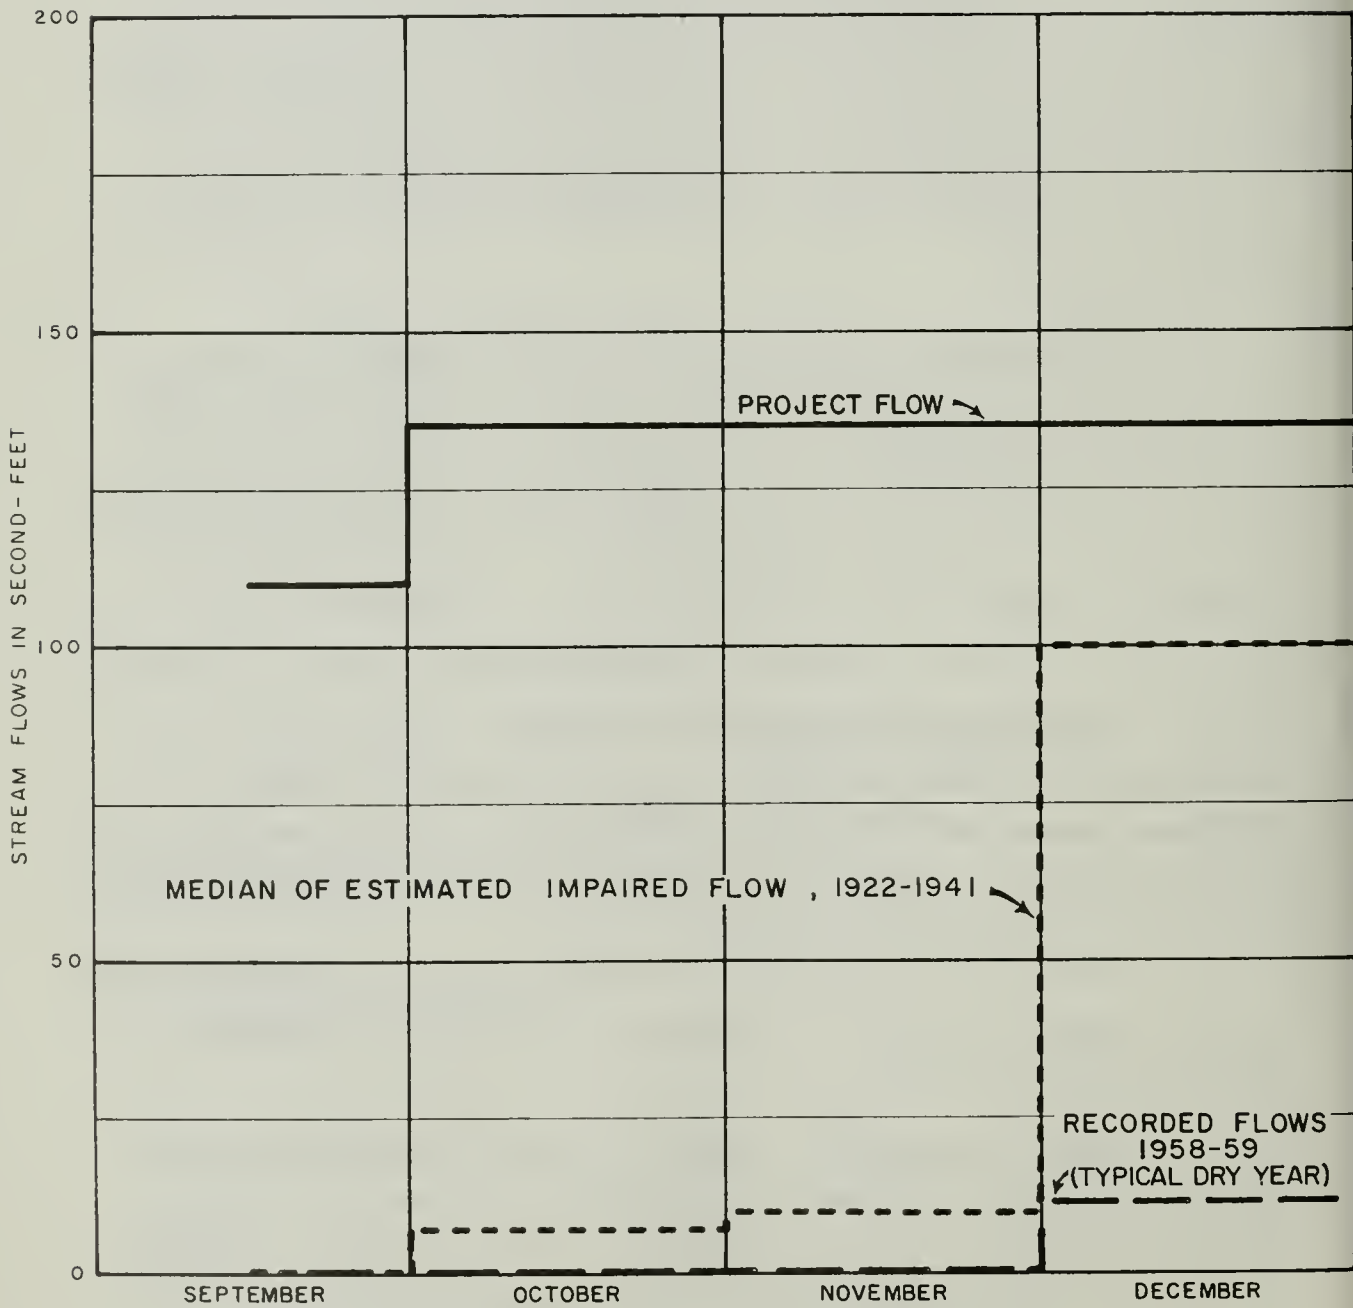 200
150
PROJECT FLOW
STREAM FLOWS IN SECOND-FEET
100
MEDIAN OF ESTIMATED IMPAIRED FLOW , 1922-1941
50
RECORDED FLOWS
1958-59
(TYPICAL DRY YEAR)
0
SEPTEMBER OCTOBER NOVEMBER DECEMBER